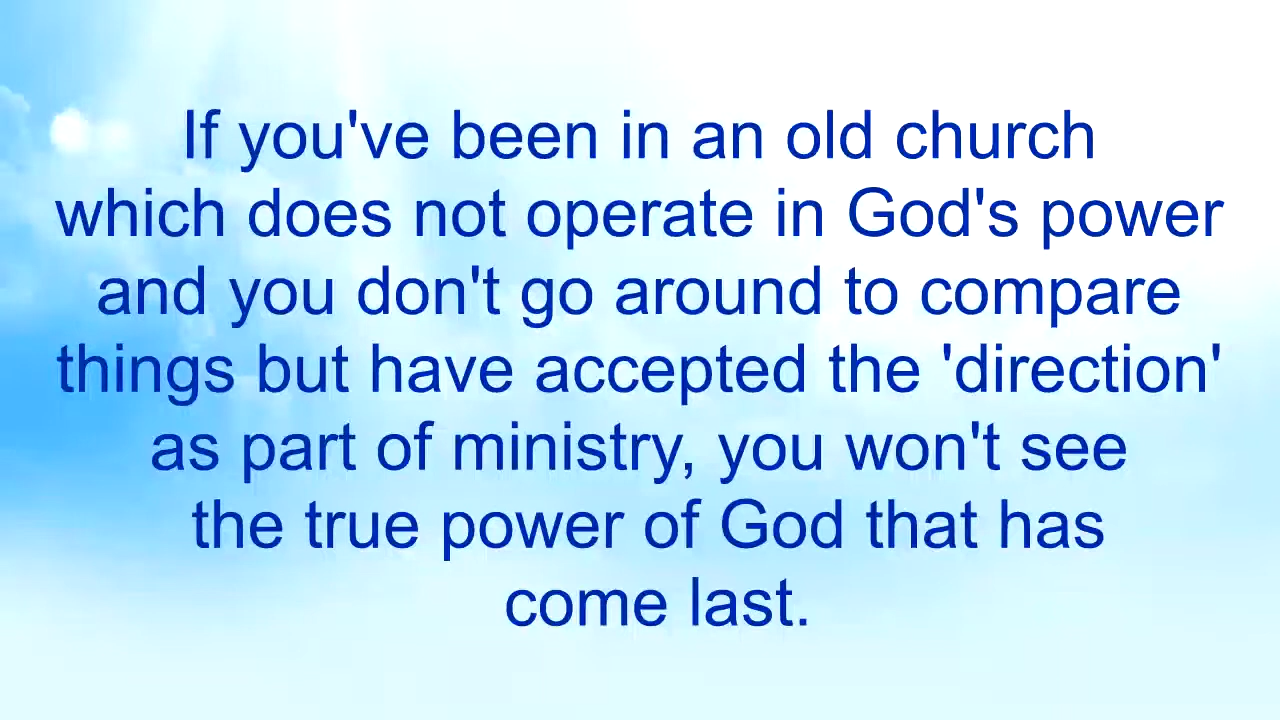 If you've been in an old church
which does not operate in God's power
and you don't go around to compare
things but have accepted the 'direction'
as part of ministry, you won't see
the true power of God that has
come last.